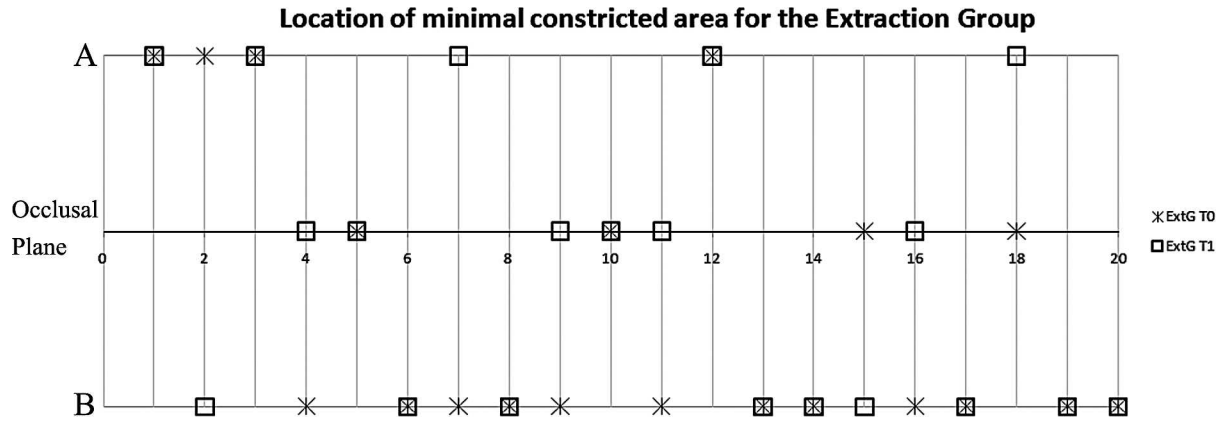 Location of minimal constricted area for the Extraction Group
A
Occlusal
Plane
0 2 4 6 8 10 12 14 16 18 20
ExtG T0
ExtG T1
B